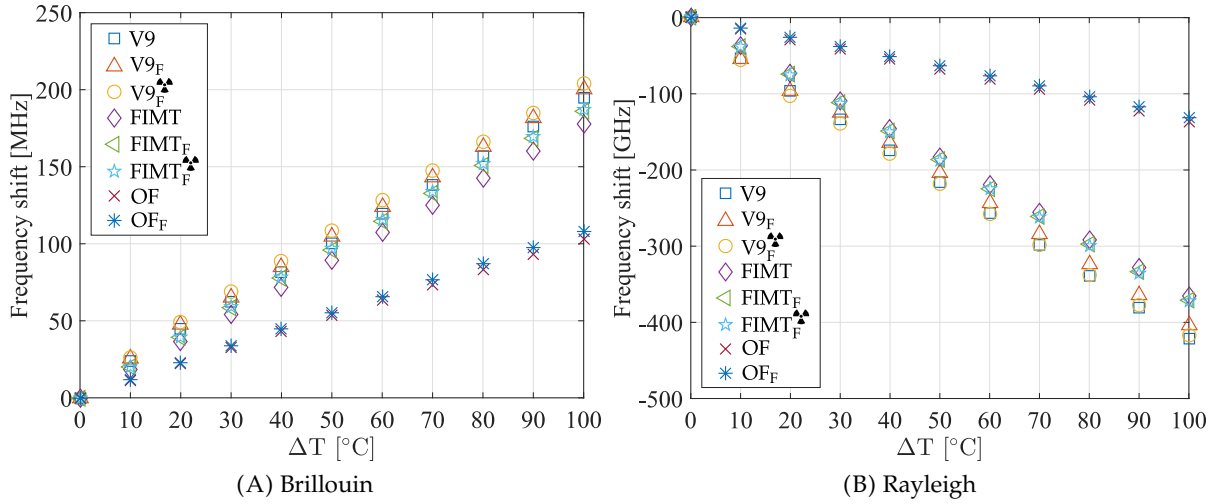 250
200
150
100
50
0
Frequency shift [MHz]
V9
V9F
V9F
FIMT
FIMTF
FIMTF
OF
OFF
0 10 20 30 40 50 60 70 80 90 100
ΔT [°C]
(A) Brillouin
0
-100
-200
-300
-400
-500
Frequency shift [GHz]
V9
V9F
V9F
FIMT
FIMTF
FIMTF
OF
OFF
0 10 20 30 40 50 60 70 80 90 100
ΔT [°C]
(B) Rayleigh